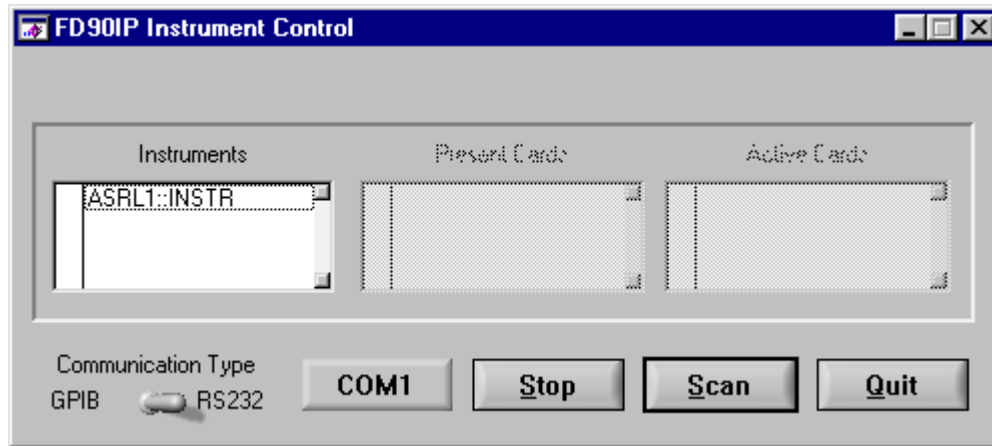 FD90IP Instrument Control
Instruments Present Cards Active Cards
ASRL1::INSTR
Communication Type
GPIB RS232 COM1 Stop Scan Quit